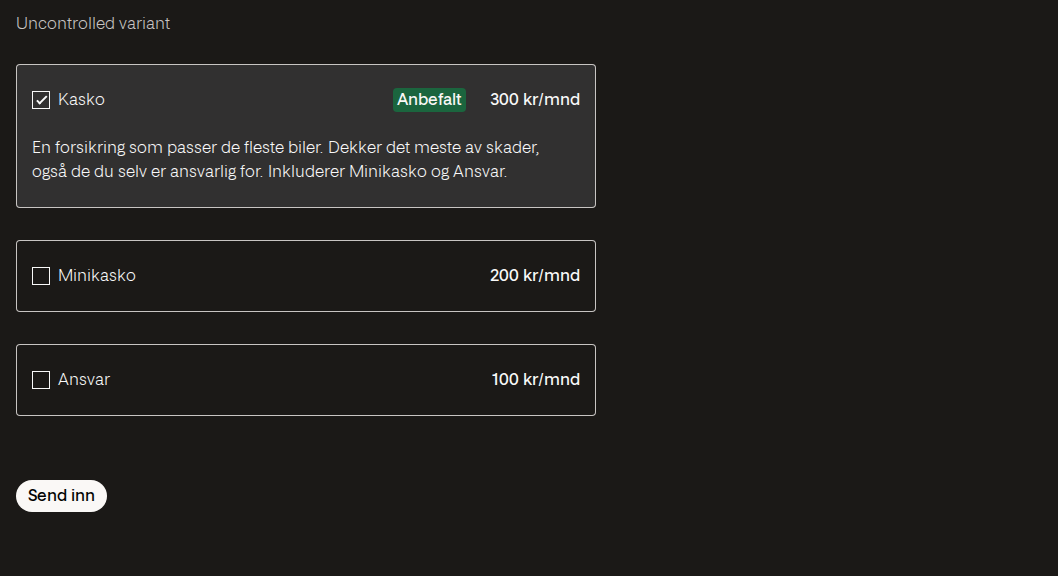 Uncontrolled variant
Kasko Anbefalt 300 kr/mnd
En forsikring som passer de fleste biler. Dekker det meste av skader,
også de du selv er ansvarlig for. Inkluderer Minikasko og Ansvar.
Minikasko 200 kr/mnd
Ansvar 100 kr/mnd
Send inn